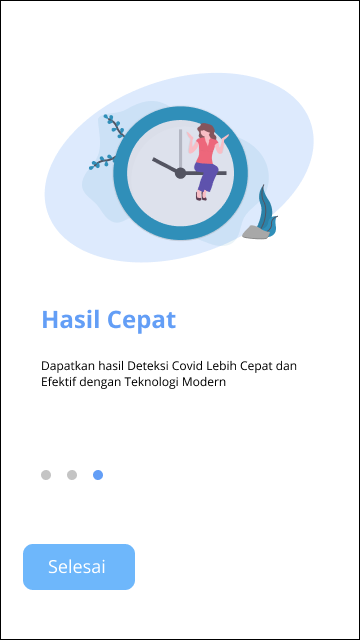 Hasil Cepat
Dapatkan hasil Deteksi Covid Lebih Cepat dan
Efektif dengan Teknologi Modern
Selesai